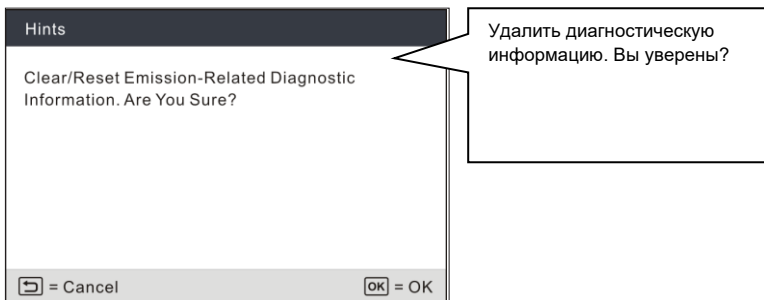 Hints
Clear/Reset Emission-Related Diagnostic
Information. Are You Sure?
= Cancel
OK = OK
Удалить диагностическую
информацию. Вы уверены?